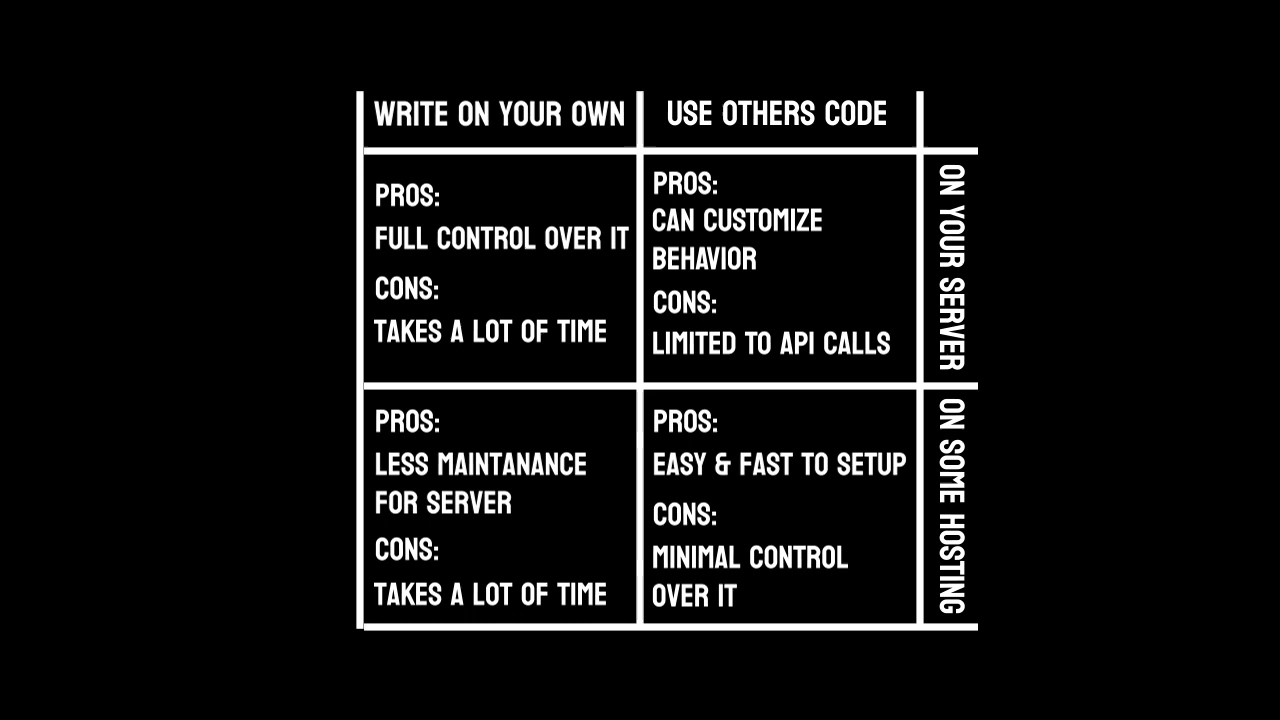 WRITE ON YOUR OWN
USE OTHERS CODE
PROS:
FULL CONTROL OVER IT
CONS:
TAKES A LOT OF TIME
PROS:
CAN CUSTOMIZE
BEHAVIOR
CONS:
LIMITED TO API CALLS
ON YOUR SERVER
PROS:
LESS MAINTANANCE
FOR SERVER
CONS:
TAKES A LOT OF TIME
PROS:
EASY & FAST TO SETUP
CONS:
MINIMAL CONTROL
OVER IT
ON SOME HOSTING